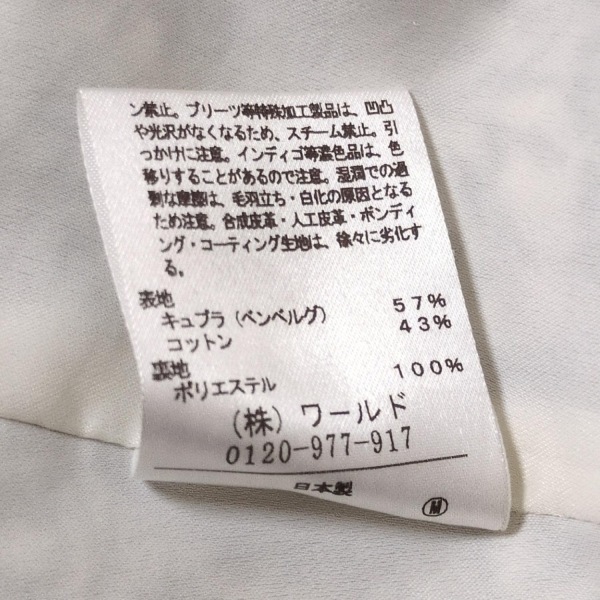 ン禁止。プリーツ等特殊加工製品は、凹凸
や光沢がなくなるため、スチーム禁止。引
っかけに注意。インディゴ等濃色品は、色
移りすることがあるので注意。湿潤での過
剰な摩擦は、毛羽立ち・白化の原因となる
ため注意。合成皮革・人工皮革・ボンディ
ング・コーティング生地は、徐々に劣化す
る。
表地
キュプラ（ベンベルグ） 57%
コットン 43%
裏地
ポリエステル 100%
（株）ワールド
0120-977-917
日本製
M